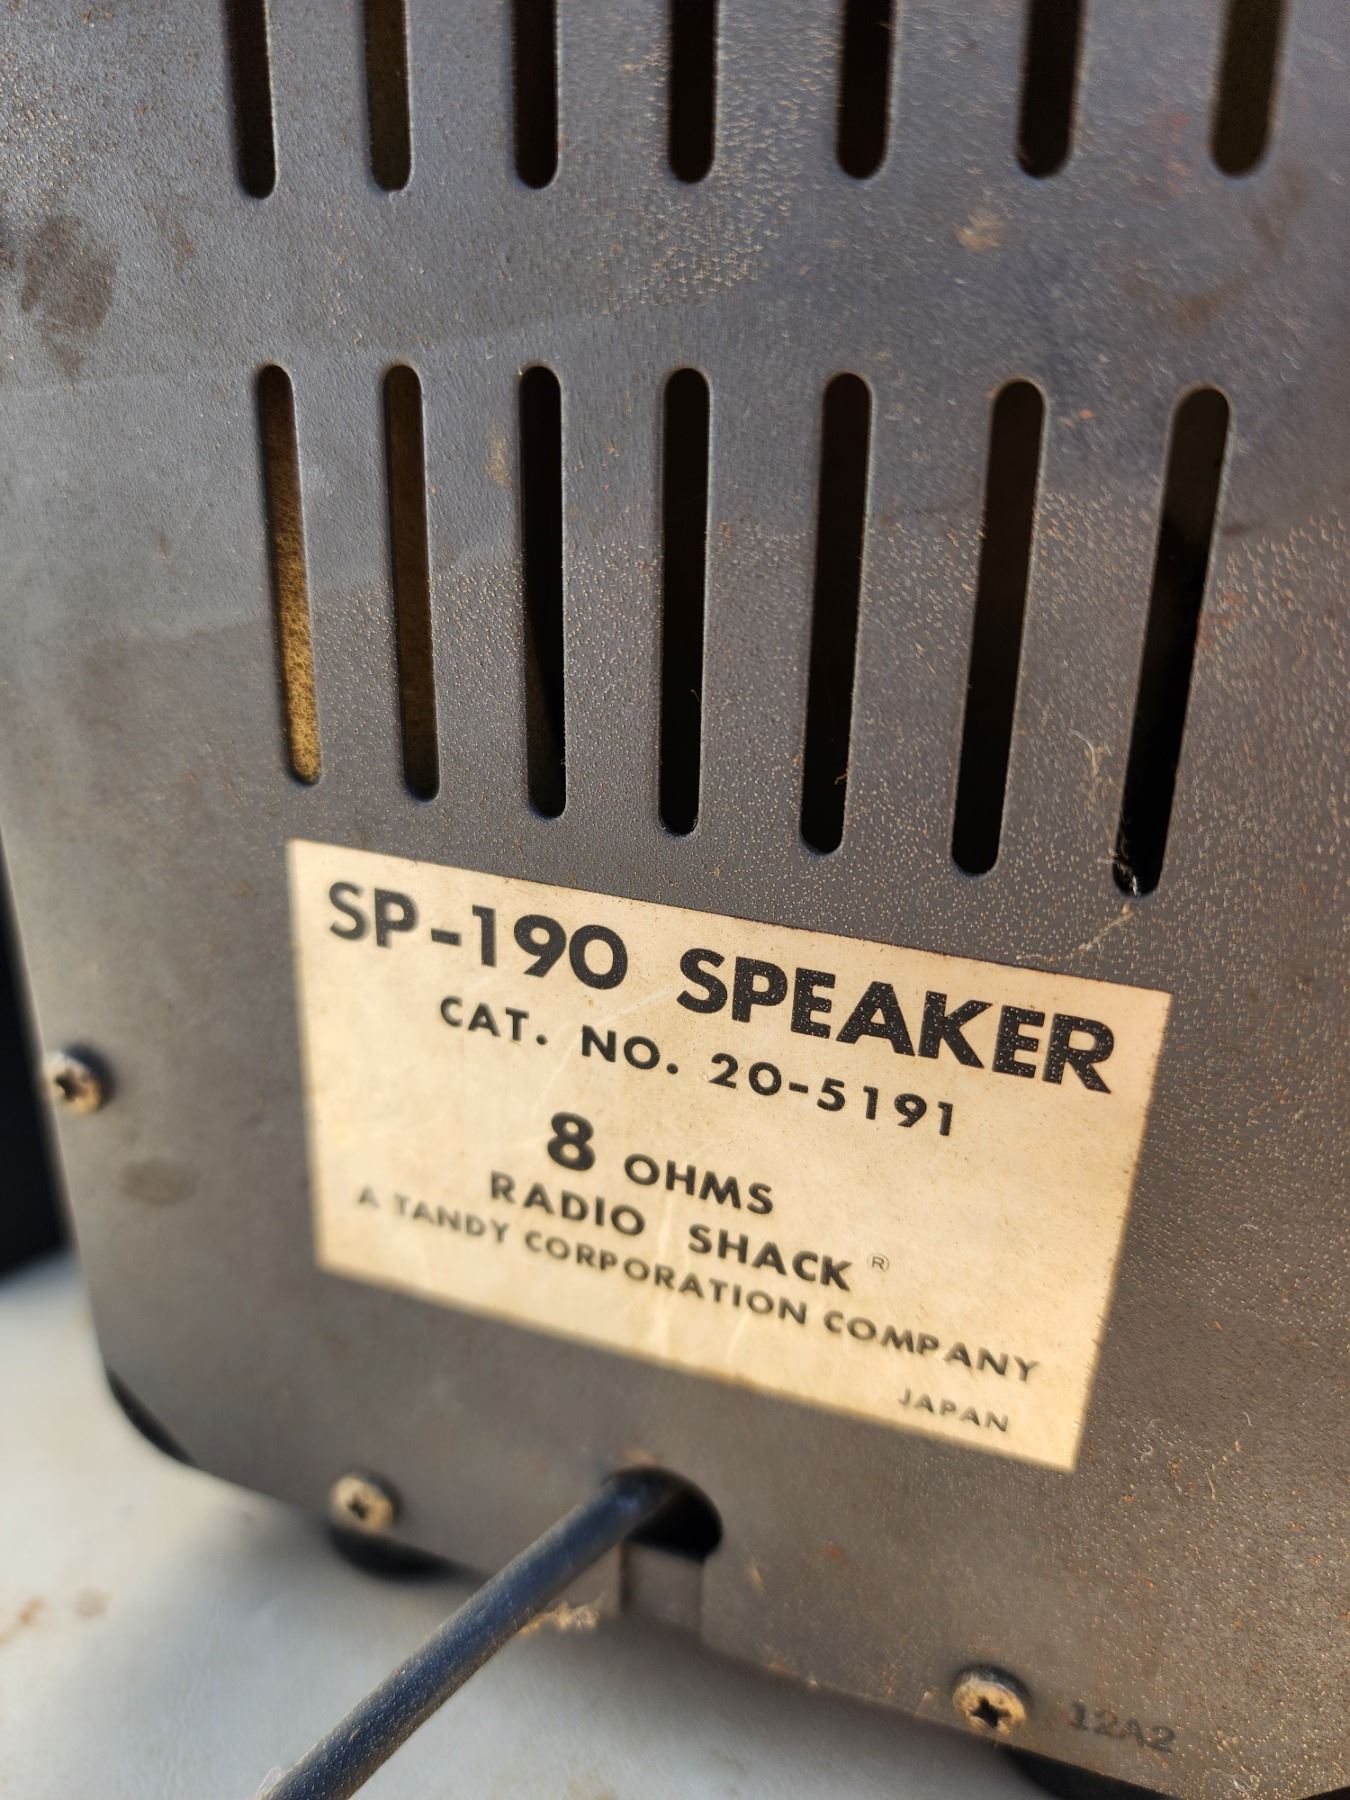 SP-190 SPEAKER
CAT. NO. 20-5191
8 OHMS
RADIO SHACK ®
A TANDY CORPORATION COMPANY
JAPAN
12A2